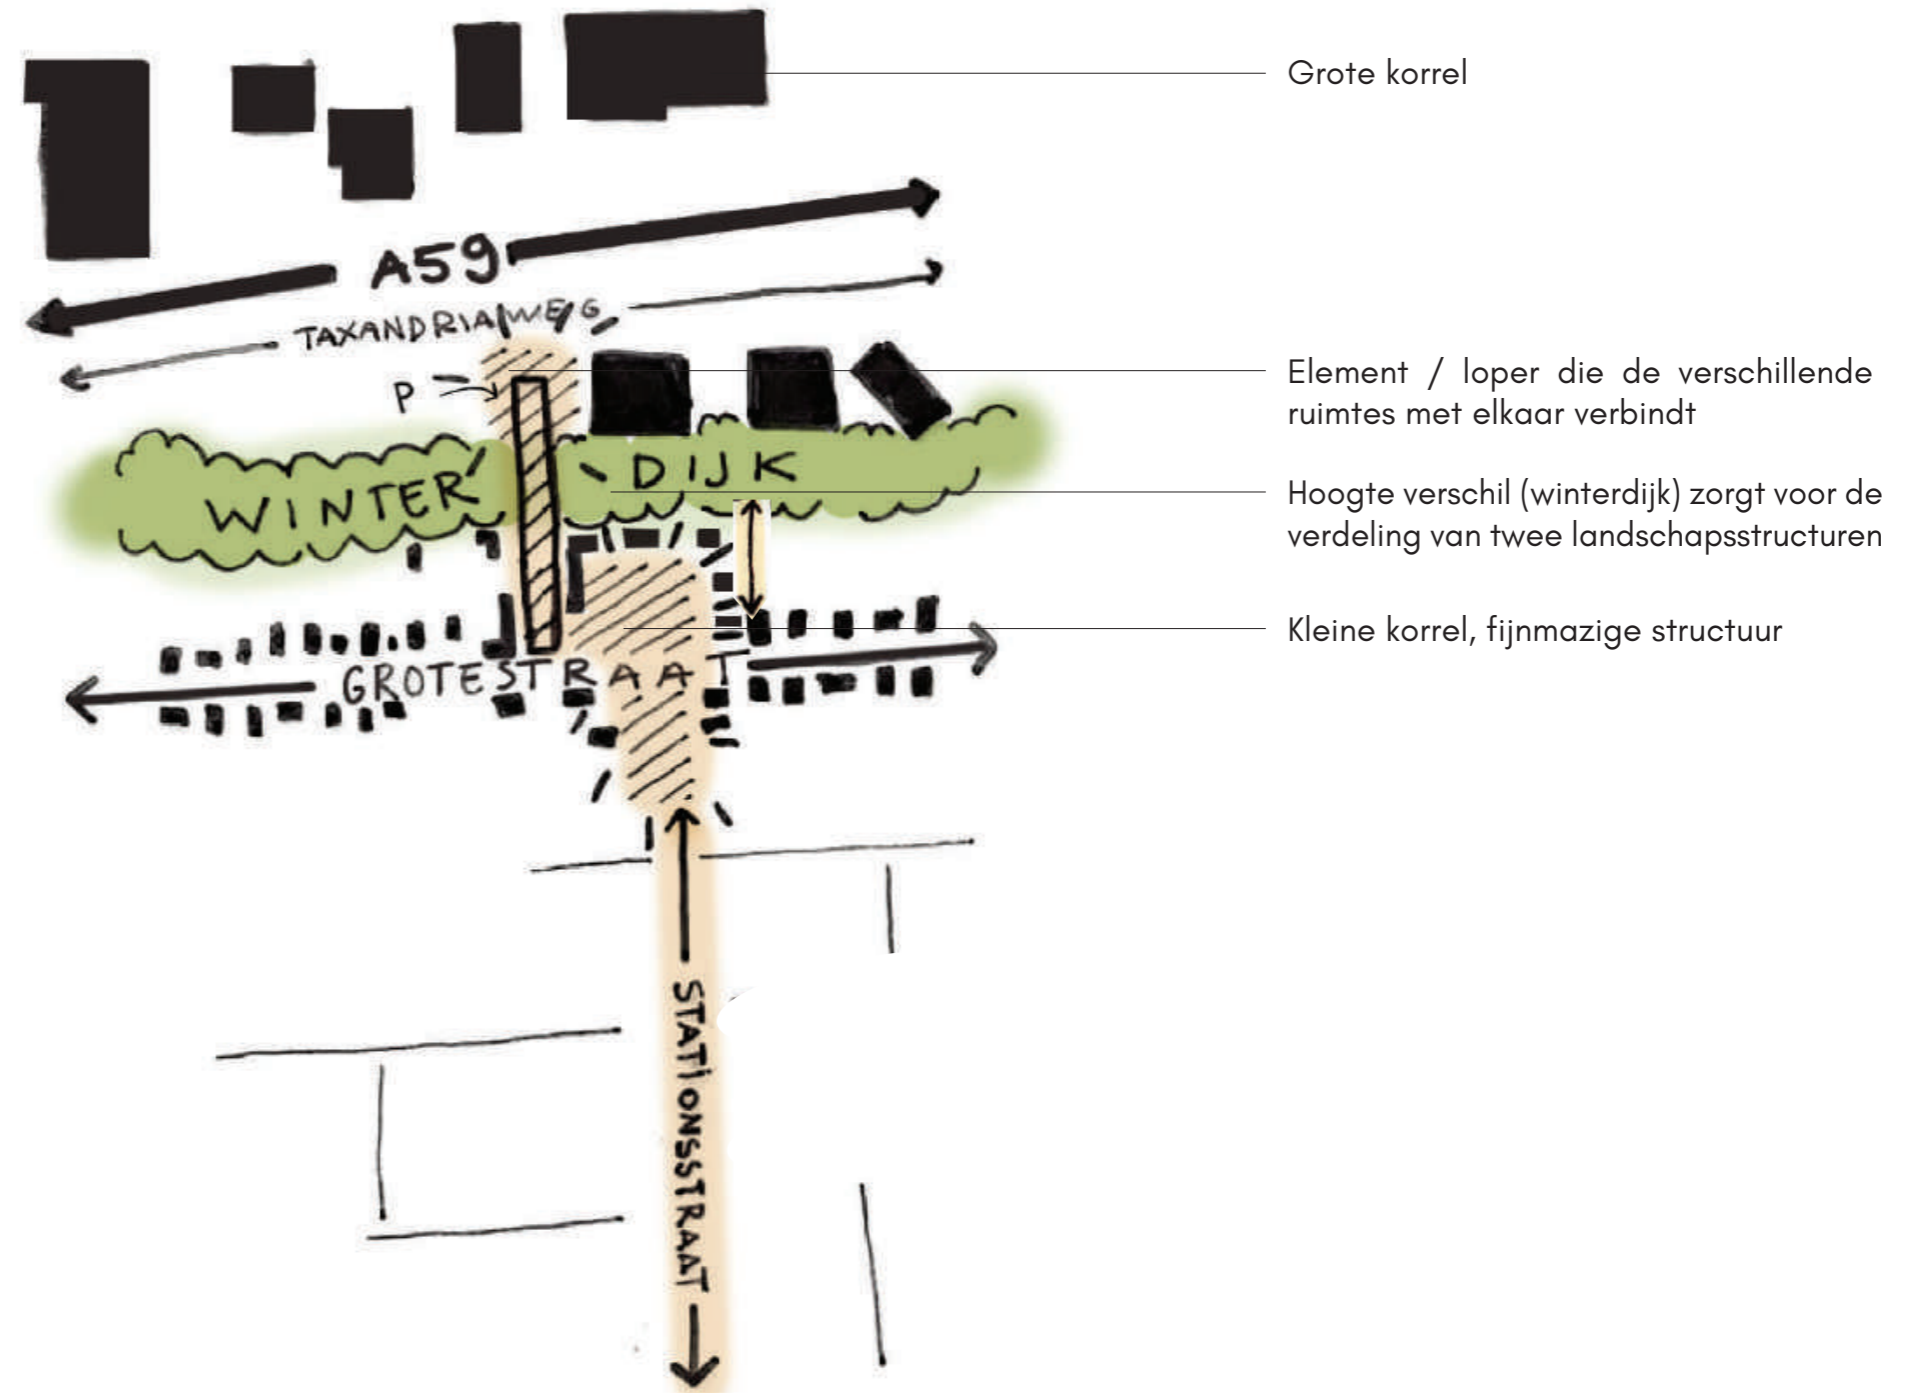 Grote korrel
A59
TAXANDRIAWEG
P
Element / loper die de verschillende
ruimtes met elkaar verbindt
WINTER DIJK
Hoogte verschil (winterdijk) zorgt voor de
verdeling van twee landschapsstructuren
Kleine korrel, fijnmazige structuur
GROTESTRAAT
STATIONSSTRAAT